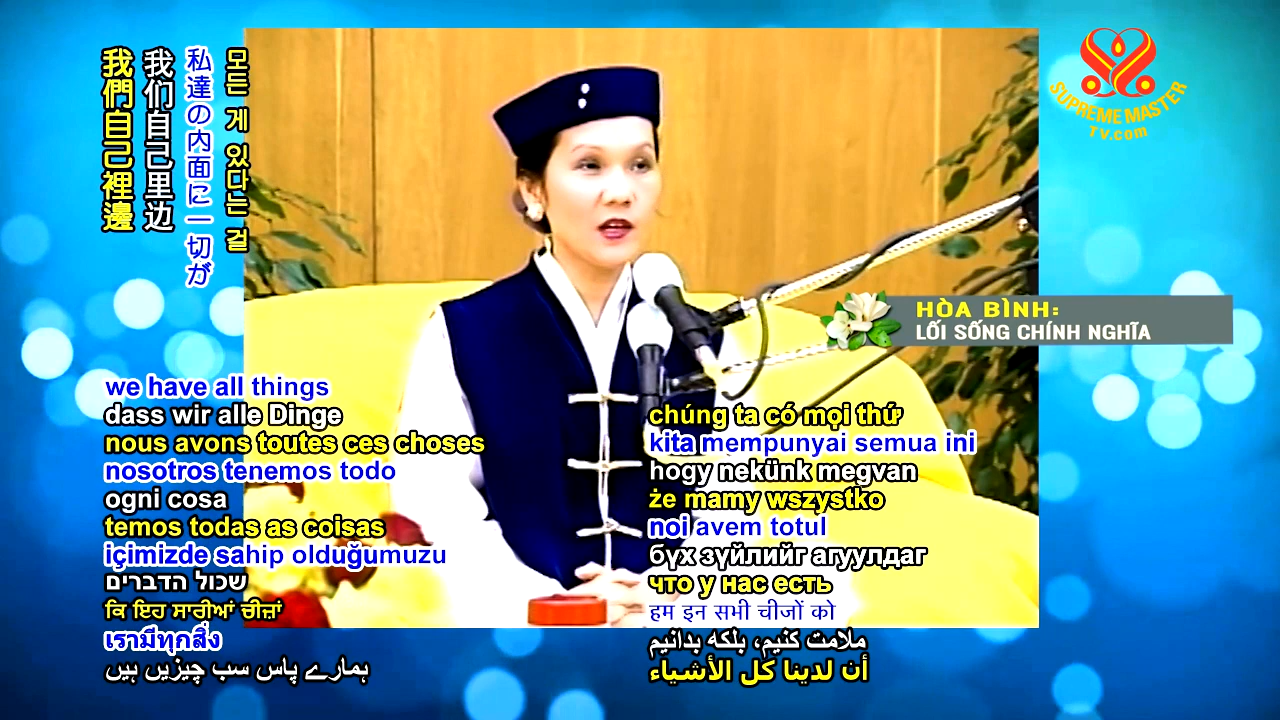 我們自己裡邊
我们自己里边
私達の内面に一切が
모든 게 있다는 걸
SUPREME MASTER
TV.com
HÒA BÌNH:
LỐI SỐNG CHÍNH NGHĨA
we have all things
dass wir alle Dinge
nous avons toutes ces choses
nosotros tenemos todo
ogni cosa
temos todas as coisas
içimizde sahip olduğumuzu
שכול הדברים
ਕਿ ਇਹ ਸਾਰੀਆਂ ਚੀਜ਼ਾਂ
เรามีทุกสิ่ง
ہمارے پاس سب چیزیں ہیں
chúng ta có mọi thứ
kita mempunyai semua ini
hogy nekünk megvan
że mamy wszystko
noi avem totul
бүх зүйлийг агуулдаг
что у нас есть
हम इन सभी चीजों को
ملامت کنیم، بلکه بدانیم
أن لدينا كل الأشياء